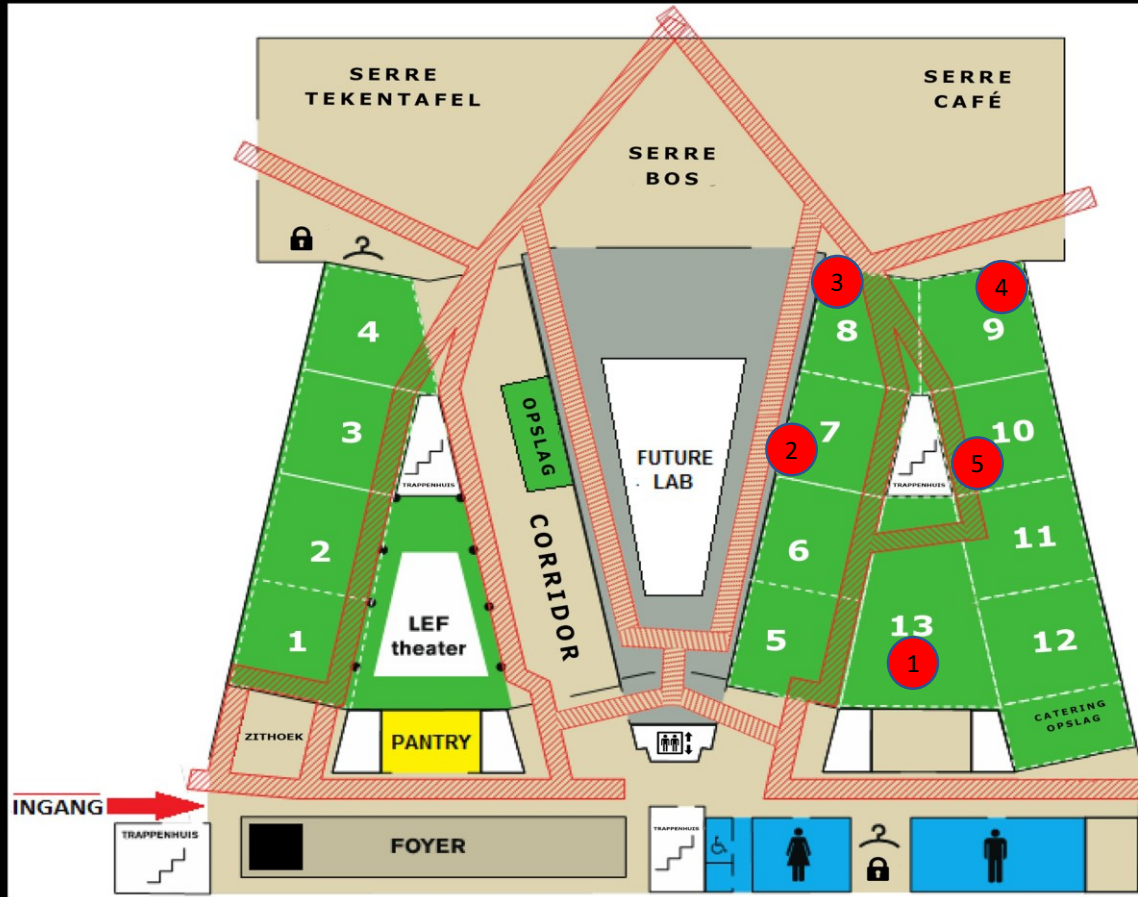 SERRE
TEKENTAFEL
SERRE
CAFÉ
SERRE
BOS
3
4
4
8
9
3
OPSLAG
2
7
10
5
FUTURE
LAB
TRAPPENHUIS
TRAPPENHUIS
2
CORRIDOR
6
11
1
LEF
theater
5
13
12
1
CATERING
OPSLAG
ZITHOEK
PANTRY
INGANG
TRAPPENHUIS
FOYER
TRAPPENHUIS